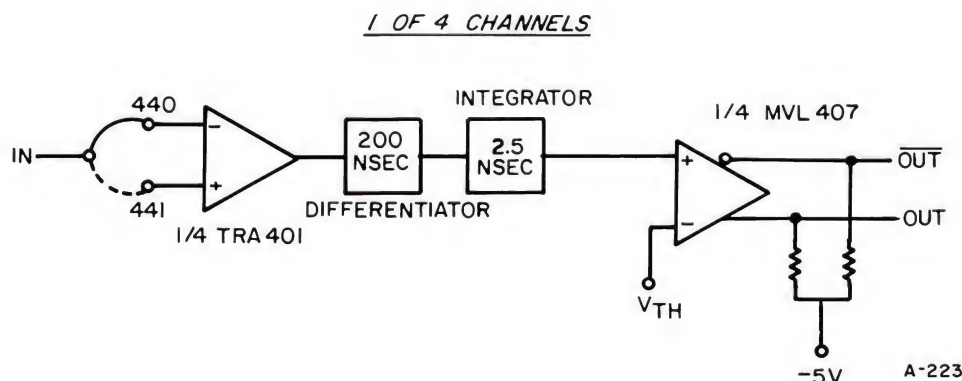 1 OF 4 CHANNELS
IN
440
441
-
+
1/4 TRA 401
200
NSEC
DIFFERENTIATOR
INTEGRATOR
2.5
NSEC
1/4 MVL 407
+
-
VTH
OUT
OUT
-5V
A-223